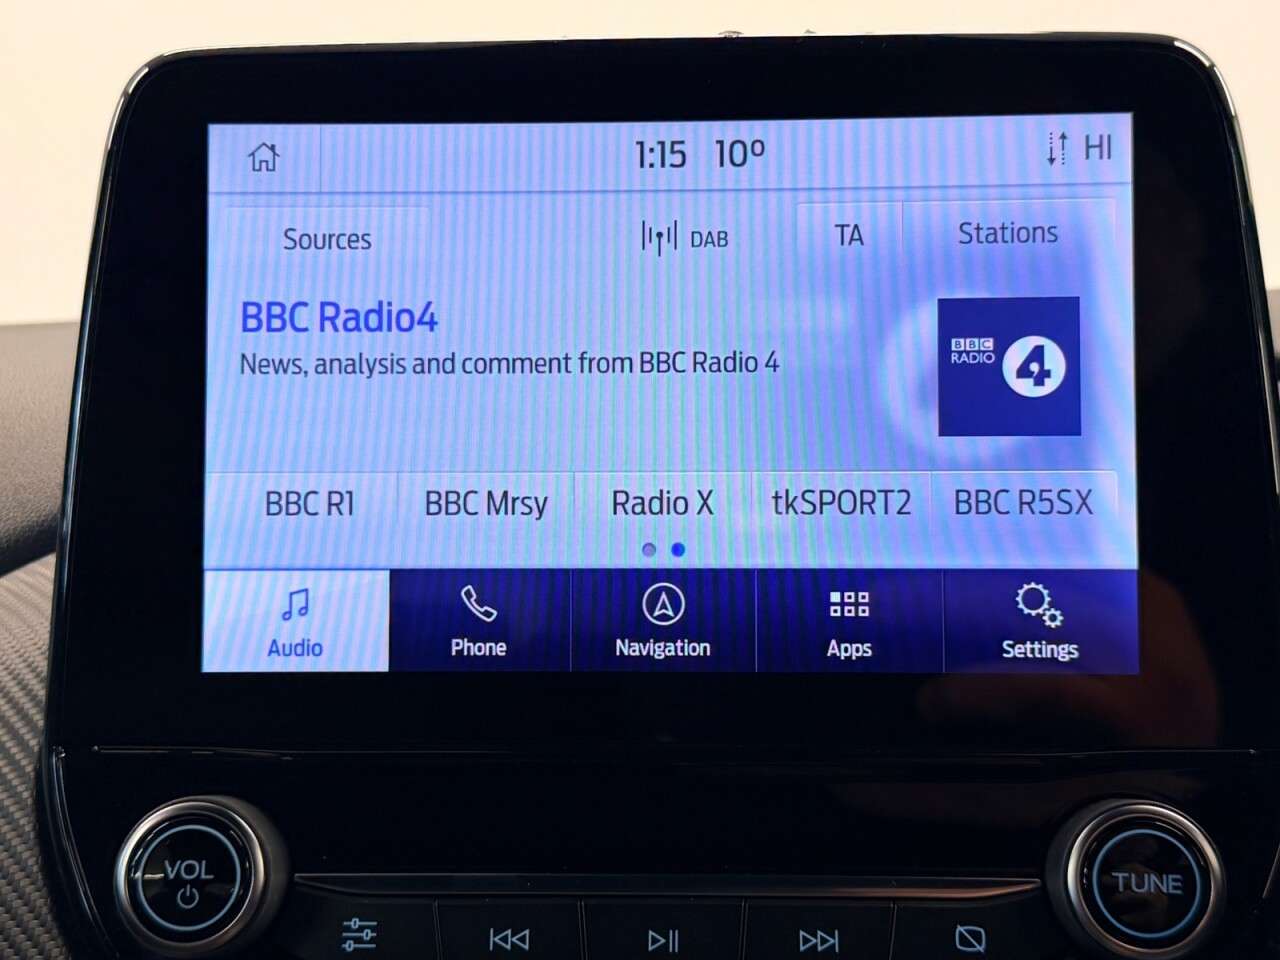 1:15 10º HI
Sources DAB TA Stations
BBC Radio4
News, analysis and comment from BBC Radio 4
BBC
RADIO 4
BBC R1 BBC Mrsy Radio X tkSPORT2 BBC R5SX
Audio Phone Navigation Apps Settings
VOL TUNE